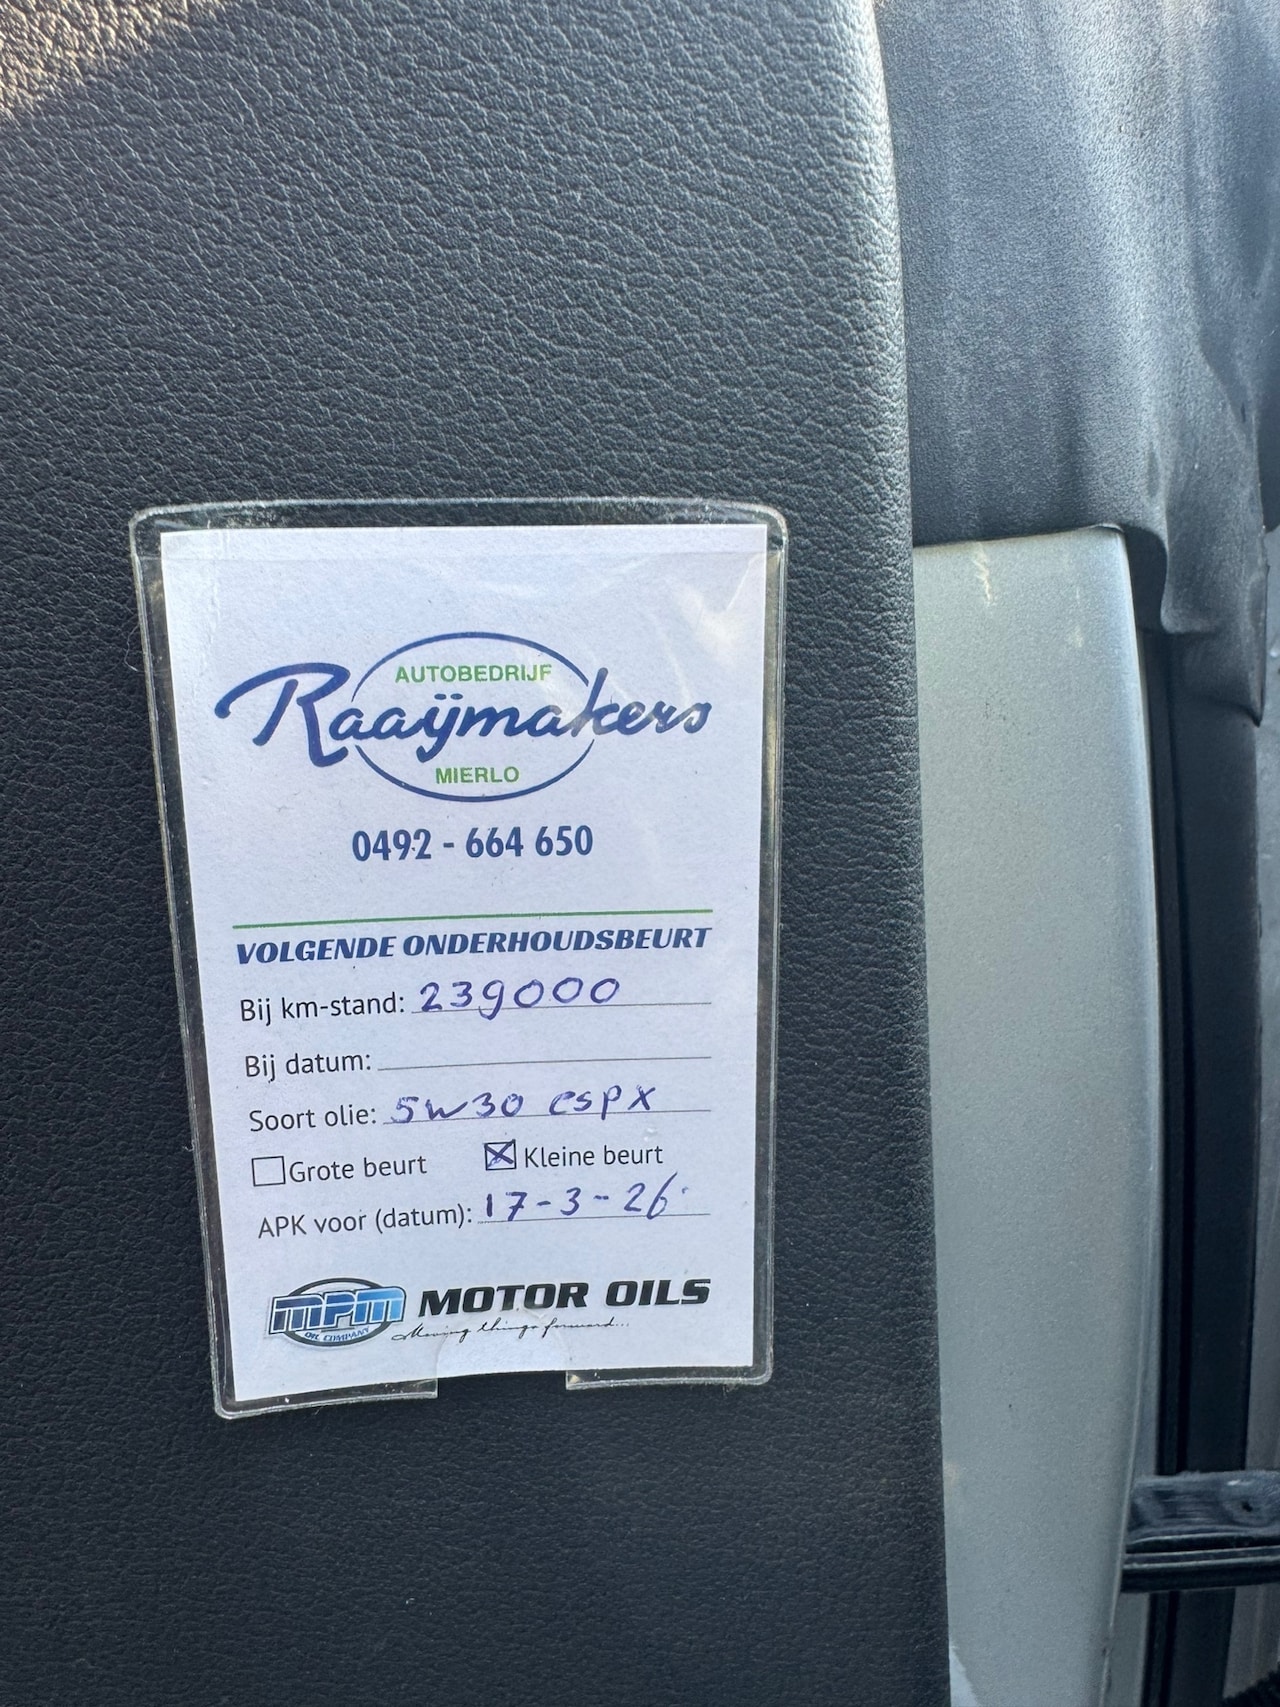 AUTOBEDRIJF
Raaÿmakers
MIERLO
0492 - 664 650
VOLGENDE ONDERHOUDSBEURT
Bij km-stand: 239000
Bij datum:
Soort olie: 5W30 cspx
Grote beurt Kleine beurt
APK voor (datum): 17-3-26
MPM MOTOR OILS
OIL COMPANY Moving things forward...